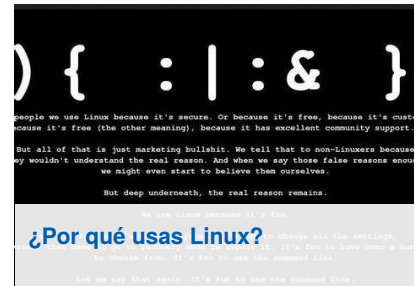 ) { : | : & }
people we use Linux because it's secure. Or because it's free, because it's custo
ecause it's free (the other meaning), because it has excellent community support.
But all of that is just marketing bullshit. We tell that to non-Linuxers because
ey wouldn't understand the real reason. And when we say those false reasons enou
we might even start to believe them ourselves.
But deep underneath, the real reason remains.
We use Linux because it's fun.
change all the settings.
it. It's fun to have over a hun
to choose from. It's fun to use the command line.
¿Por qué usas Linux?
Let me say that again. It's fun to use the command line.